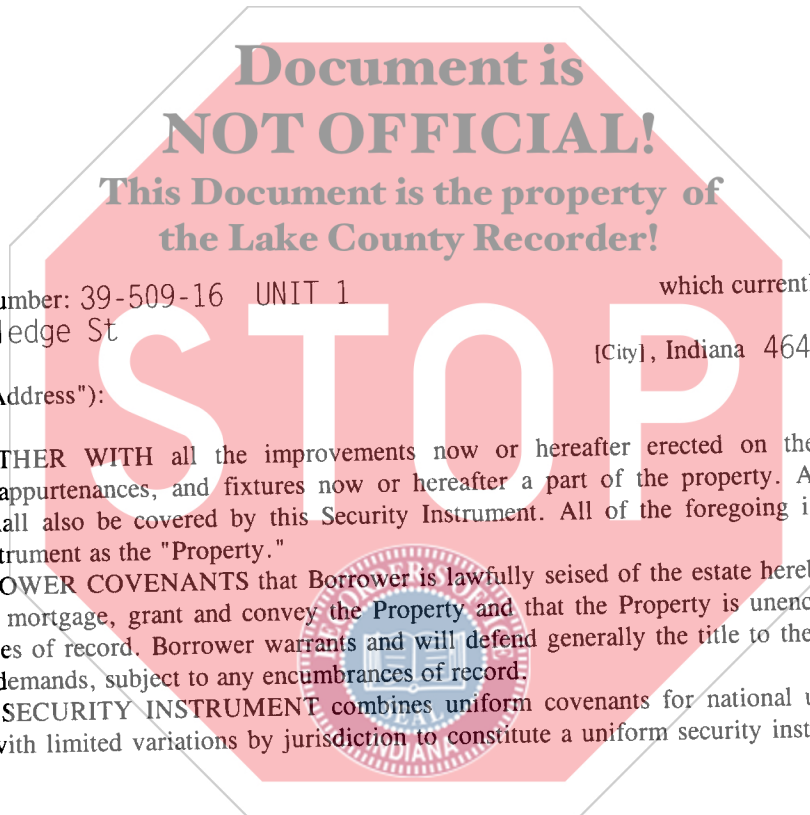 Document is
NOT OFFICIAL!
This Document is the property of
the Lake County Recorder!
umber: 39-509-16 UNIT 1 which current
ledge St
[City], Indiana 464
Address"):
STOP
THER WITH all the improvements now or hereafter erected on the
appurtenances, and fixtures now or hereafter a part of the property. A
all also be covered by this Security Instrument. All of the foregoing i
trument as the "Property."
OWER COVENANTS that Borrower is lawfully seised of the estate hereb
mortgage, grant and convey the Property and that the Property is unenc
es of record. Borrower warrants and will defend generally the title to the
demands, subject to any encumbrances of record.
SECURITY INSTRUMENT combines uniform covenants for national u
with limited variations by jurisdiction to constitute a uniform security inst
RECORDER'S OFFICE
SEAL
INDIANA